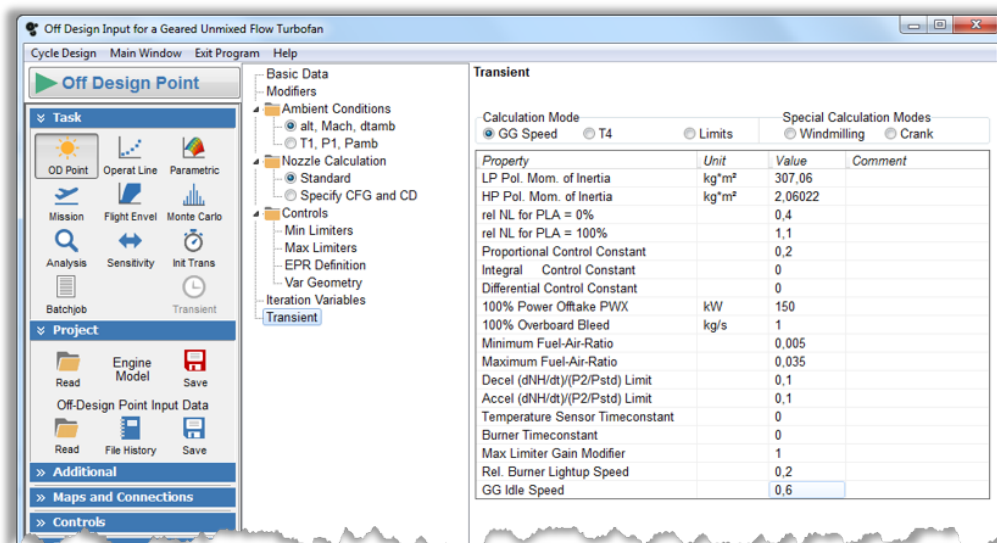 Off Design Input for a Geared Unmixed Flow Turbofan
Cycle Design Main Window Exit Program Help
Off Design Point
Task
OD Point Operat Line Parametric
Mission Flight Envel Monte Carlo
Analysis Sensitivity Init Trans
Batchjob Transient
Project
Read Engine Model Save
Off-Design Point Input Data
Read File History Save
Additional
Maps and Connections
Controls
Basic Data
Modifiers
Ambient Conditions
alt, Mach, dtamb
T1, P1, Pamb
Nozzle Calculation
Standard
Specify CFG and CD
Controls
Min Limiters
Max Limiters
EPR Definition
Var Geometry
Iteration Variables
Transient
Transient
Calculation Mode Special Calculation Modes
GG Speed T4 Limits Windmilling Crank
Property Unit Value Comment
LP Pol. Mom. of Inertia kg*m² 307,06
HP Pol. Mom. of Inertia kg*m² 2,06022
rel NL for PLA = 0% 0,4
rel NL for PLA = 100% 1,1
Proportional Control Constant 0,2
Integral Control Constant 0
Differential Control Constant 0
100% Power Offtake PWX kW 150
100% Overboard Bleed kg/s 1
Minimum Fuel-Air-Ratio 0,005
Maximum Fuel-Air-Ratio 0,035
Decel (dNH/dt)/(P2/Pstd) Limit 0,1
Accel (dNH/dt)/(P2/Pstd) Limit 0,1
Temperature Sensor Timeconstant 0
Burner Timeconstant 0
Max Limiter Gain Modifier 1
Rel. Burner Lightup Speed 0,2
GG Idle Speed 0,6